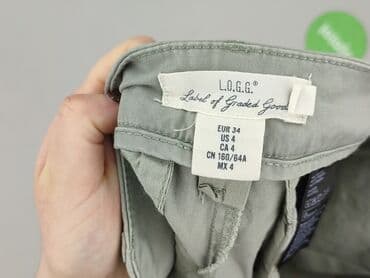 L.O.G.G.®
Label of Graded Goods
EUR 34
US 4
CA 4
CN 160/64A
MX 4